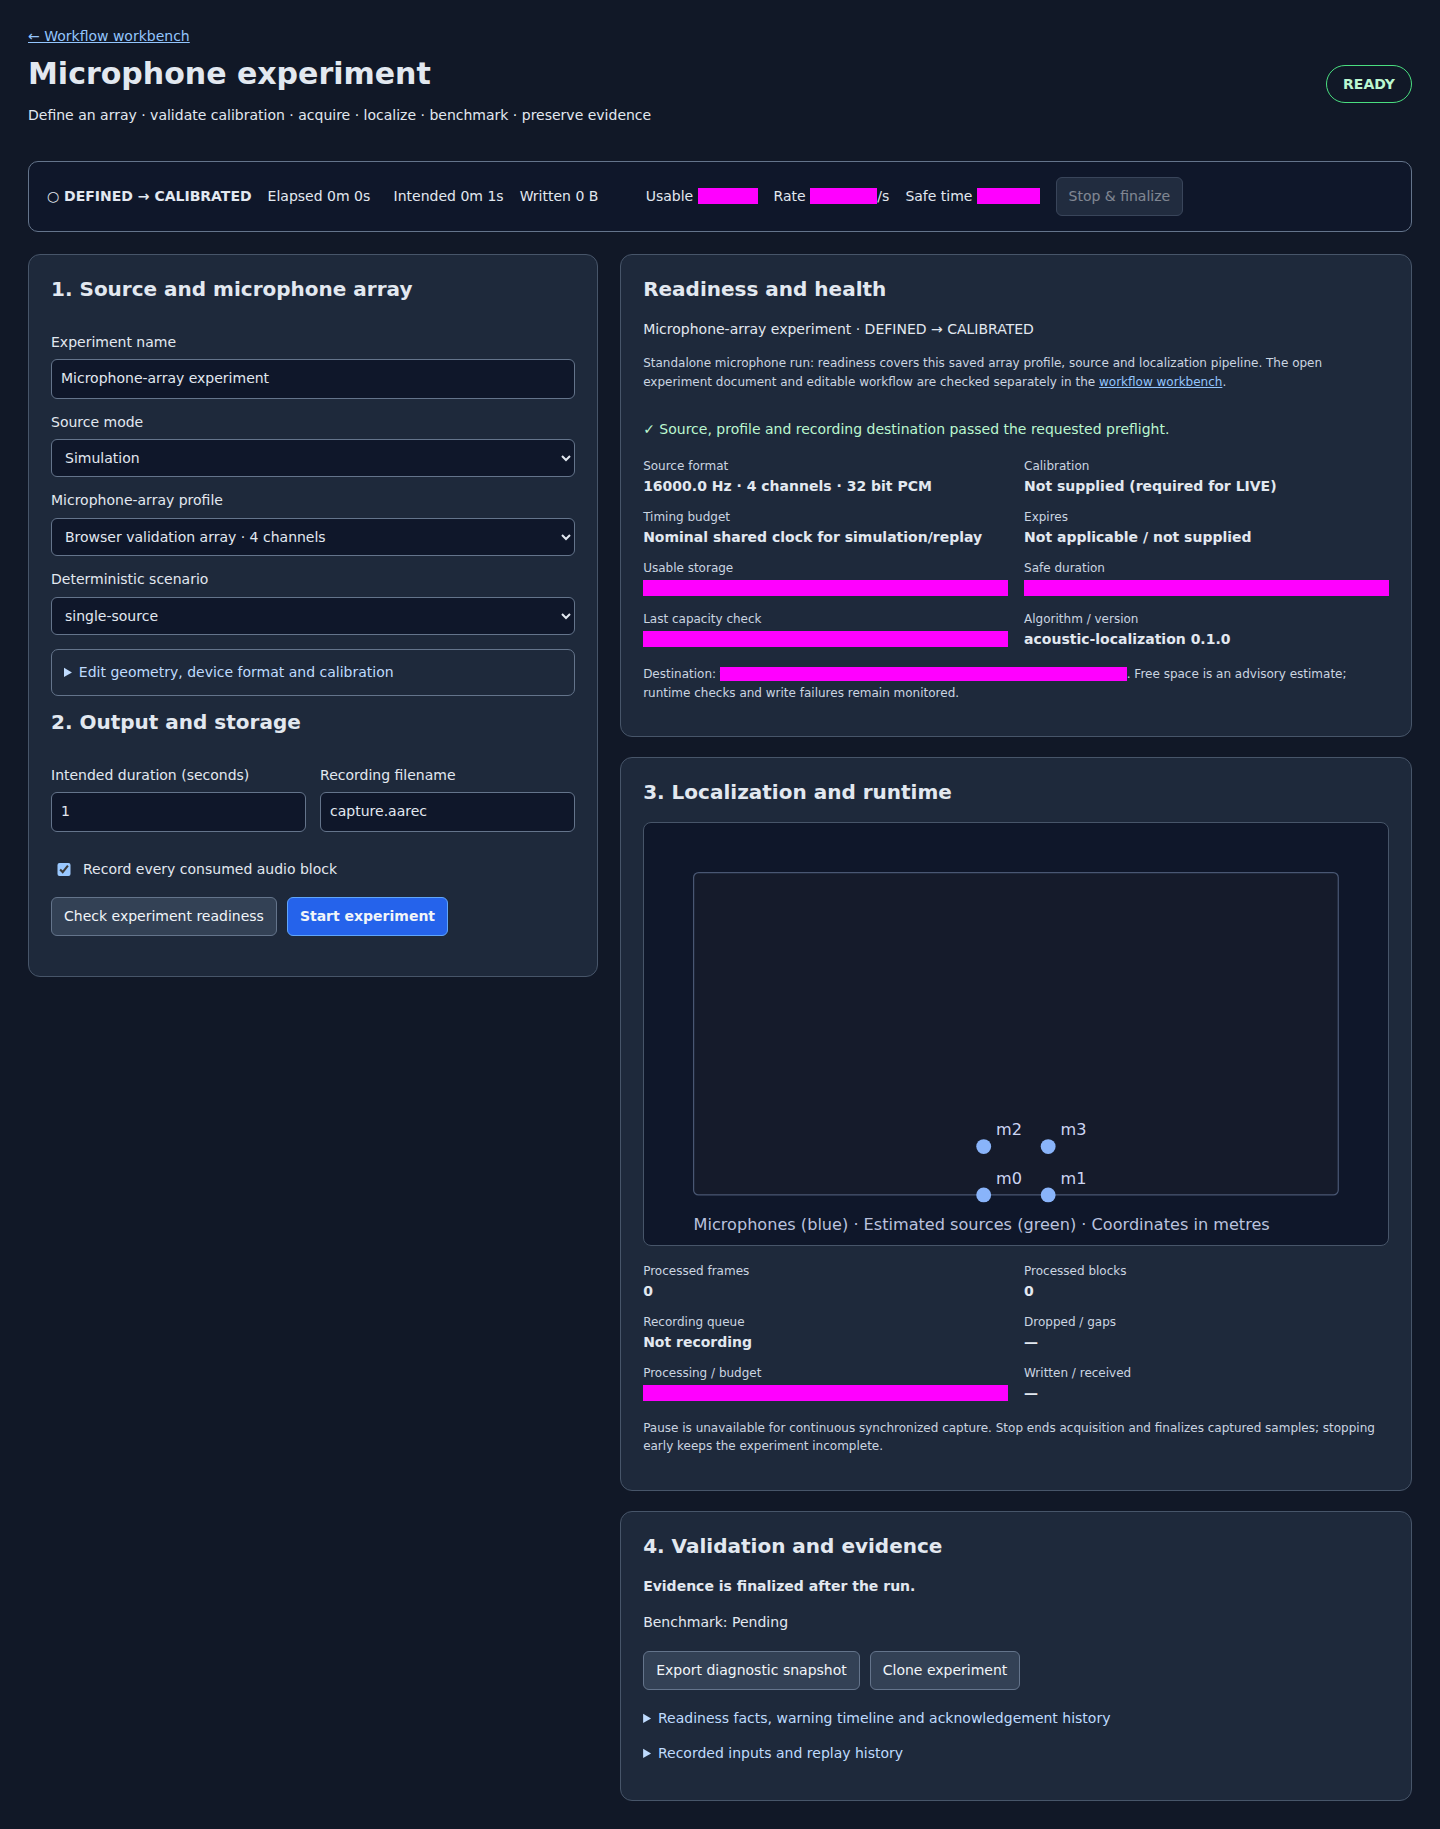 ← Workflow workbench
Microphone experiment
READY
Define an array · validate calibration · acquire · localize · benchmark · preserve evidence
○ DEFINED → CALIBRATED Elapsed 0m 0s Intended 0m 1s Written 0 B Usable Rate /s Safe time Stop & finalize
1. Source and microphone array
Experiment name
Microphone-array experiment
Source mode
Simulation
Microphone-array profile
Browser validation array · 4 channels
Deterministic scenario
single-source
▶ Edit geometry, device format and calibration
2. Output and storage
Intended duration (seconds) Recording filename
1 capture.aarec
Record every consumed audio block
Check experiment readiness Start experiment
Readiness and health
Microphone-array experiment · DEFINED → CALIBRATED
Standalone microphone run: readiness covers this saved array profile, source and localization pipeline. The open
experiment document and editable workflow are checked separately in the workflow workbench.
✓ Source, profile and recording destination passed the requested preflight.
Source format Calibration
16000.0 Hz · 4 channels · 32 bit PCM Not supplied (required for LIVE)
Timing budget Expires
Nominal shared clock for simulation/replay Not applicable / not supplied
Usable storage Safe duration
Last capacity check Algorithm / version
acoustic-localization 0.1.0
Destination: . Free space is an advisory estimate;
runtime checks and write failures remain monitored.
3. Localization and runtime
m2 m3
m0 m1
Microphones (blue) · Estimated sources (green) · Coordinates in metres
Processed frames Processed blocks
0 0
Recording queue Dropped / gaps
Not recording —
Processing / budget Written / received
—
Pause is unavailable for continuous synchronized capture. Stop ends acquisition and finalizes captured samples; stopping
early keeps the experiment incomplete.
4. Validation and evidence
Evidence is finalized after the run.
Benchmark: Pending
Export diagnostic snapshot Clone experiment
▶ Readiness facts, warning timeline and acknowledgement history
▶ Recorded inputs and replay history